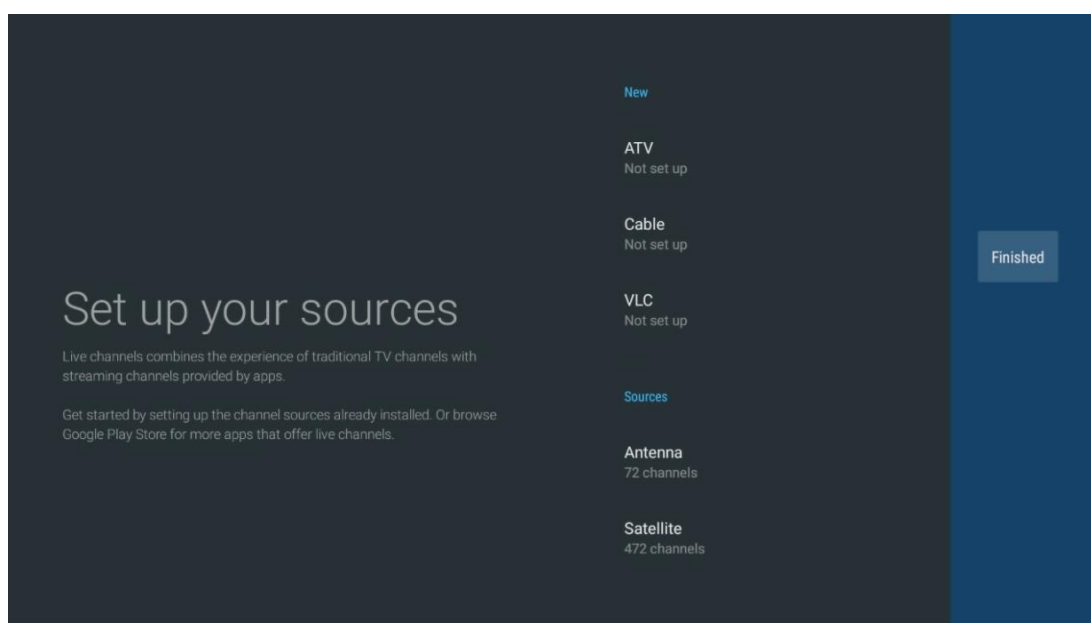 Set up your sources
Live channels combines the experience of traditional TV channels with
streaming channels provided by apps.
Get started by setting up the channel sources already installed. Or browse
Google Play Store for more apps that offer live channels.
New
ATV
Not set up
Cable
Not set up
VLC
Not set up
Sources
Antenna
72 channels
Satellite
472 channels
Finished